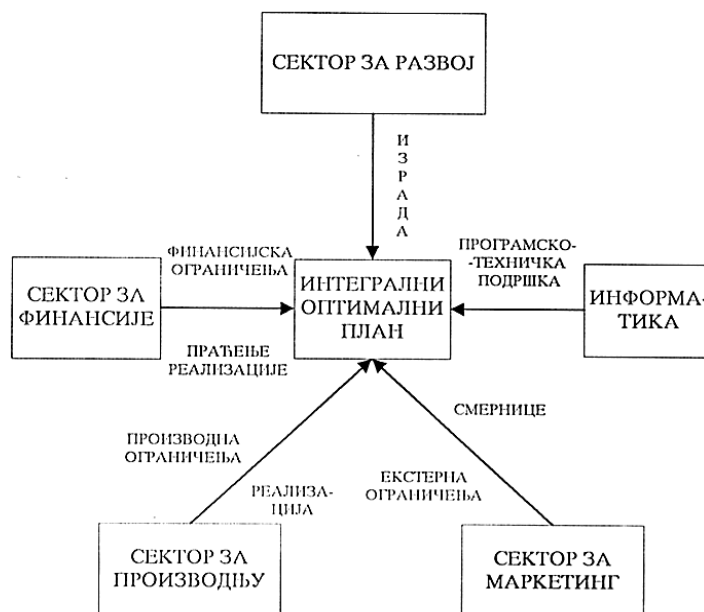 СЕКТОР ЗА РАЗВОЈ
ИЗРАДА
ФИНАНСИЈСКА
ОГРАНИЧЕЊА
ПРОГРАМСКО-
-ТЕХНИЧКА
ПОДРШКА
СЕКТОР ЗА
ФИНАНСИЈЕ
ИНТЕГРАЛНИ
ОПТИМАЛНИ
ПЛАН
ИНФОРМА-
ТИКА
ПРАЋЕЊЕ
РЕАЛИЗАЦИЈЕ
СМЕРНИЦЕ
ПРОИЗВОДНА
ОГРАНИЧЕЊА
ЕКСТЕРНА
ОГРАНИЧЕЊА
РЕАЛИЗА-
ЦИЈА
СЕКТОР ЗА
ПРОИЗВОДЊУ
СЕКТОР ЗА
МАРКЕТИНГ